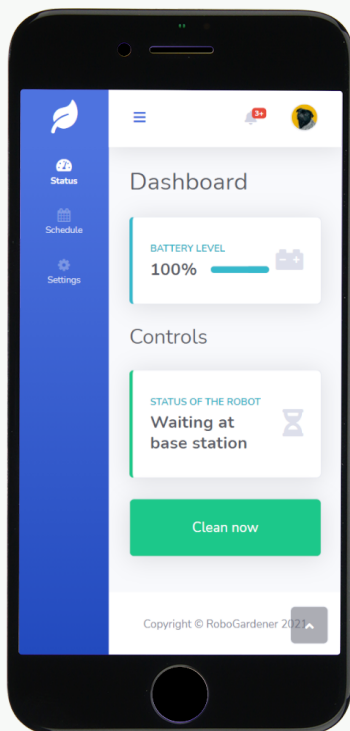 3+
Status
Schedule
Settings
Dashboard
BATTERY LEVEL
100%
Controls
STATUS OF THE ROBOT
Waiting at
base station
Clean now
Copyright © RoboGardener 2021